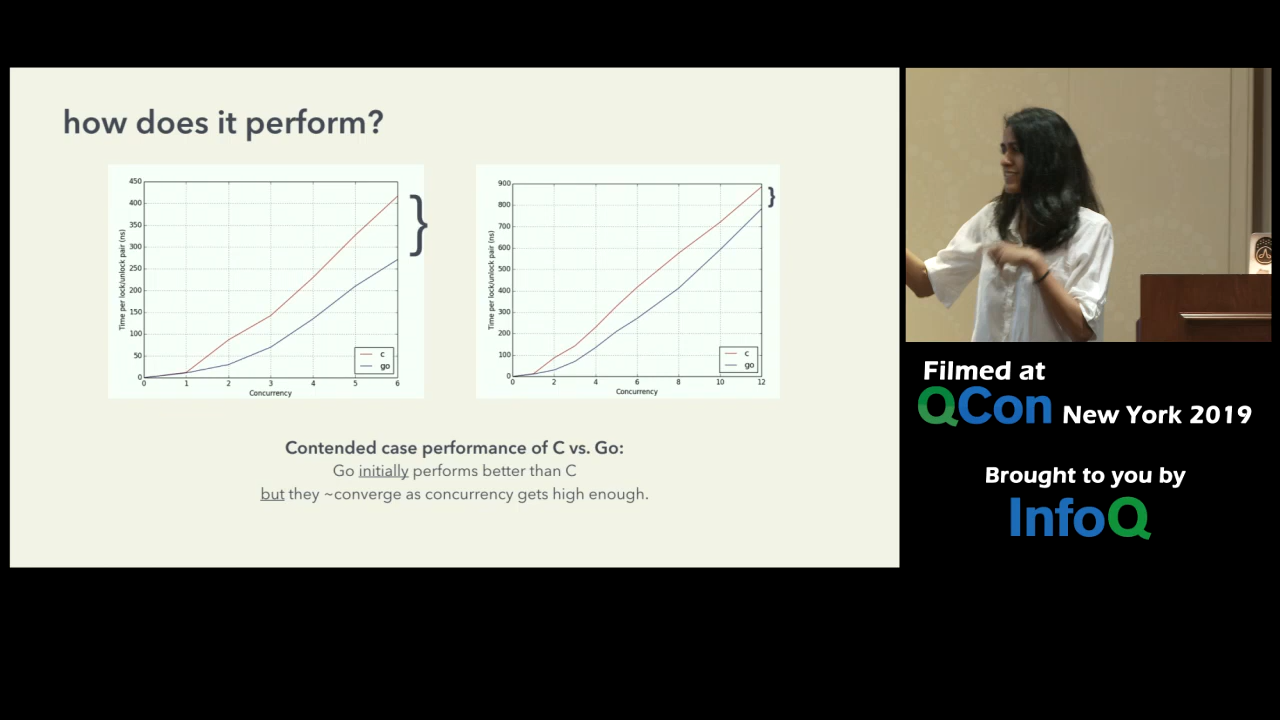 how does it perform?
450
400
350
300
250
200
150
100
50
0
Time per lock/unlock pair (ns)
0 1 2 3 4 5 6
Concurrency
c
go
}
900
800
700
600
500
400
300
200
100
0
Time per lock/unlock pair (ns)
0 2 4 6 8 10 12
Concurrency
c
go
}
Contended case performance of C vs. Go:
Go initially performs better than C
but they ~converge as concurrency gets high enough.
Filmed at
QCon New York 2019
Brought to you by
InfoQ